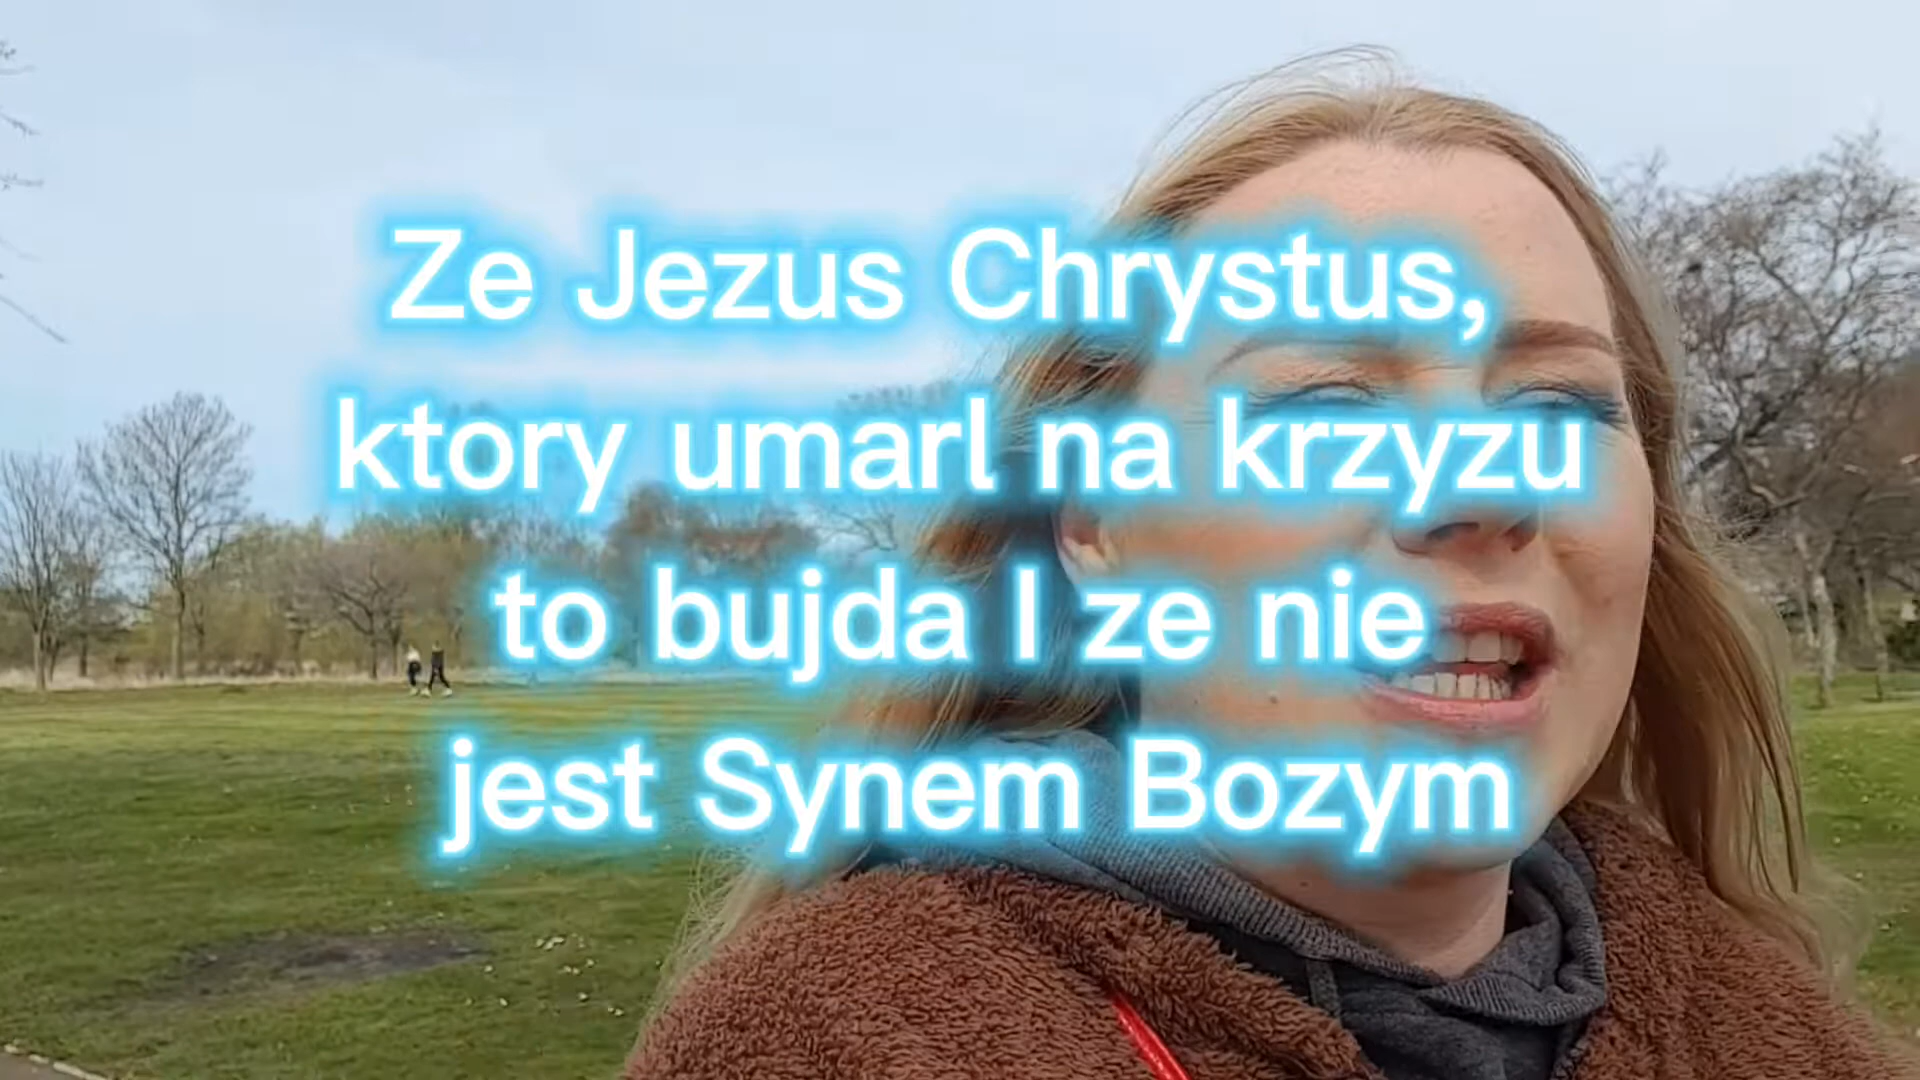 Ze Jezus Chrystus,
ktory umarl na krzyzu
to bujda I ze nie
jest Synem Bozym